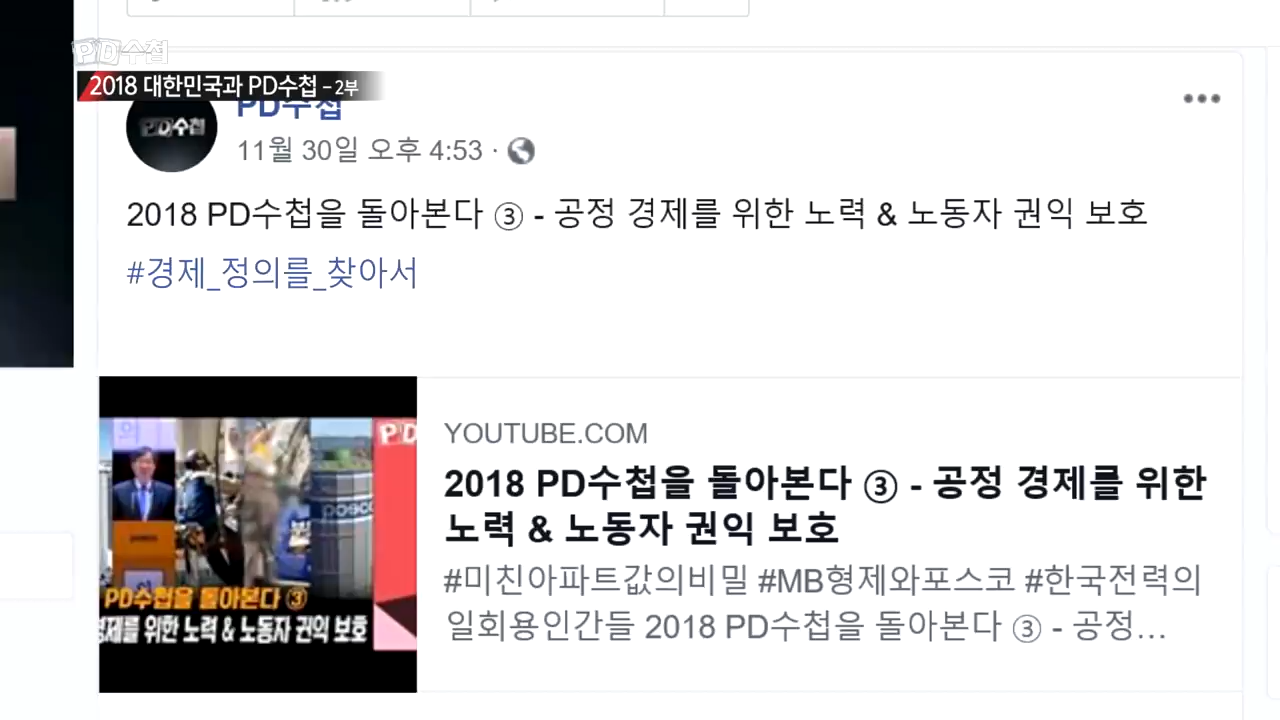 PD수첩
2018 대한민국과 PD수첩 – 2부
PD수첩
PD수첩
11월 30일 오후 4:53 ·
2018 PD수첩을 돌아본다 ③ - 공정 경제를 위한 노력 & 노동자 권익 보호
#경제_정의를_찾아서
YOUTUBE.COM
2018 PD수첩을 돌아본다 ③ - 공정 경제를 위한
노력 & 노동자 권익 보호
#미친아파트값의비밀 #MB형제와포스코 #한국전력의
일회용인간들 2018 PD수첩을 돌아본다 ③ - 공정...
PD
posco
PD수첩을 돌아본다 ③
경제를 위한 노력 & 노동자 권익 보호